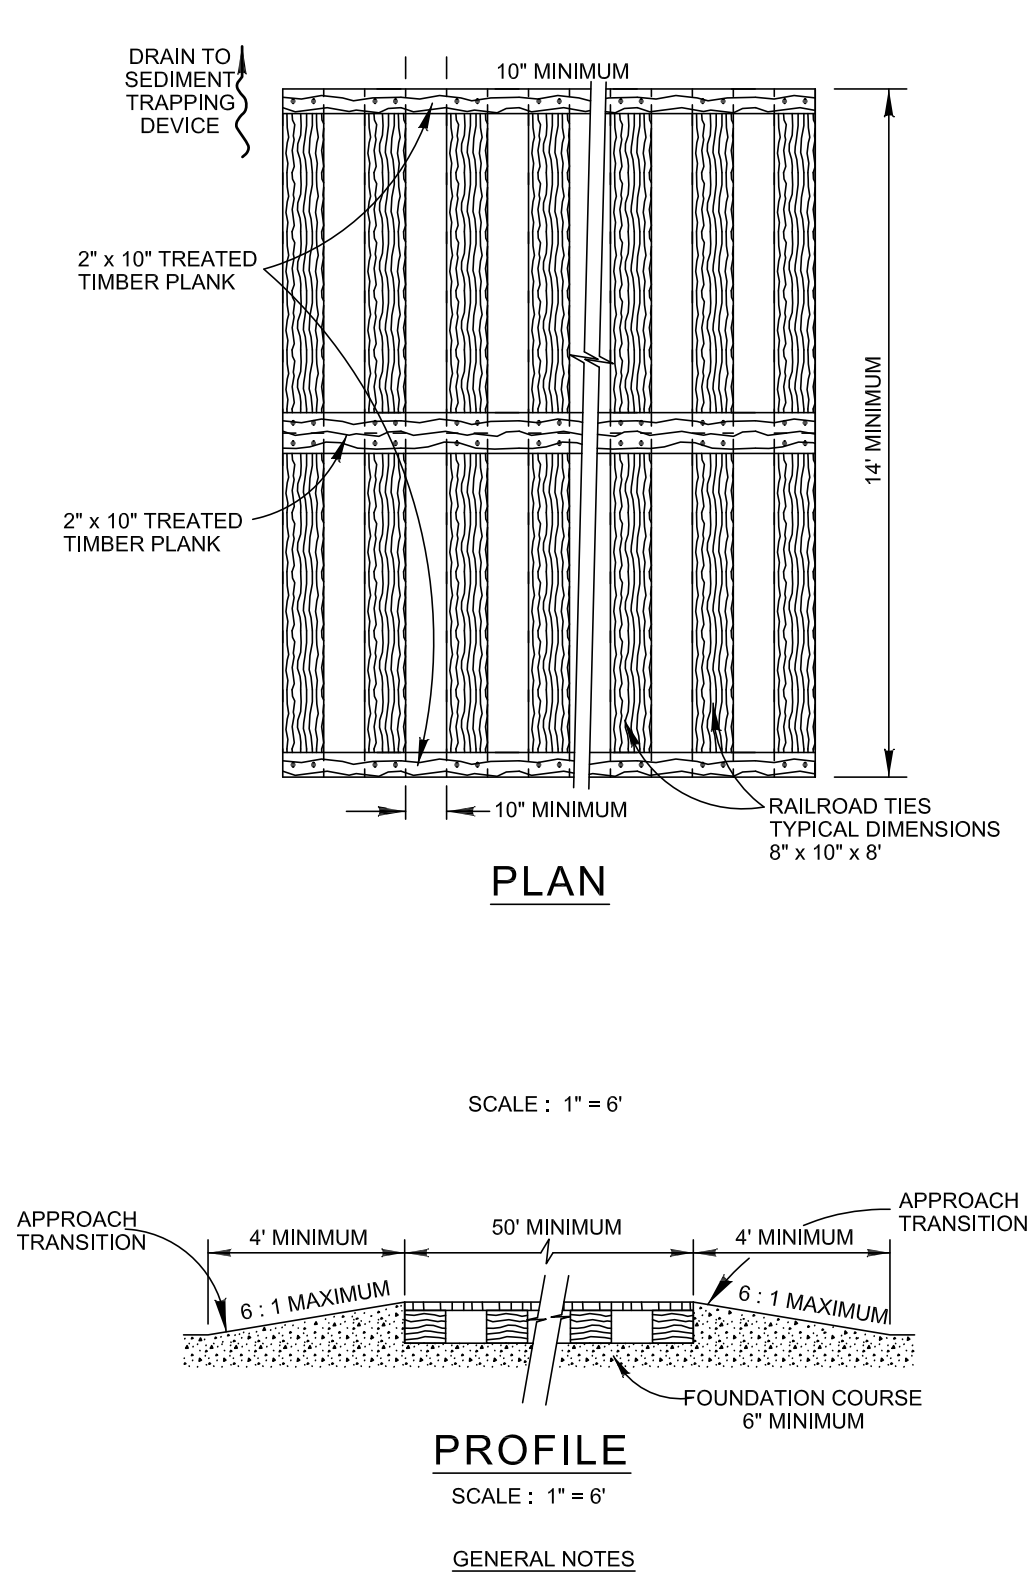 DRAIN TO
SEDIMENT
TRAPPING
DEVICE
10" MINIMUM
2" x 10" TREATED
TIMBER PLANK
14' MINIMUM
2" x 10" TREATED
TIMBER PLANK
10" MINIMUM
RAILROAD TIES
TYPICAL DIMENSIONS
8" x 10" x 8'
PLAN
SCALE : 1" = 6'
APPROACH
TRANSITION
4' MINIMUM
50' MINIMUM
4' MINIMUM
APPROACH
TRANSITION
6 : 1 MAXIMUM
6 : 1 MAXIMUM
FOUNDATION COURSE
6" MINIMUM
PROFILE
SCALE : 1" = 6'
GENERAL NOTES